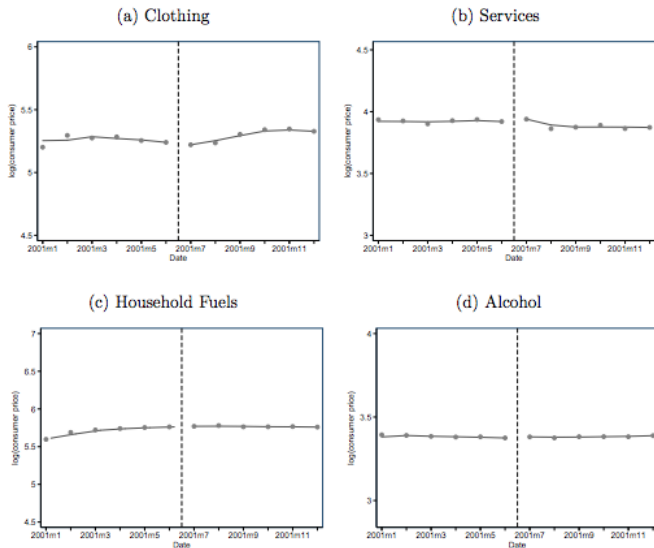 (a) Clothing
6
5.5
5
4.5
log(consumer price)
2001m1 2001m3 2001m5 2001m7 2001m9 2001m11
Date
(b) Services
4.5
4
3.5
3
log(consumer price)
2001m1 2001m3 2001m5 2001m7 2001m9 2001m11
Date
(c) Household Fuels
7
6.5
6
5.5
5
4.5
log(consumer price)
2001m1 2001m3 2001m5 2001m7 2001m9 2001m11
Date
(d) Alcohol
4
3.5
3
log(consumer price)
2001m1 2001m3 2001m5 2001m7 2001m9 2001m11
Date